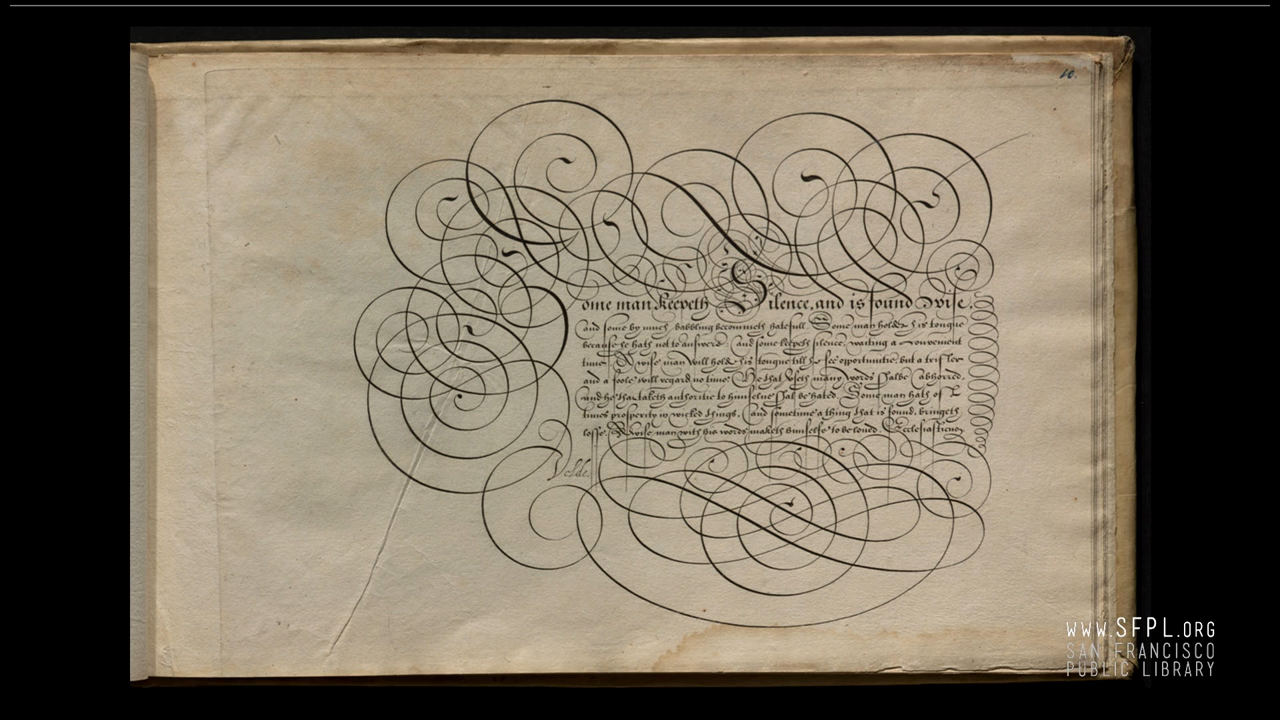 10.
ome man Keepeth Silence, and is found wise.
and some by much babbling becommeth hatefull. Some man holdeth his tongue
because he hath not to answere. and some keepeth silence, waiting a convenient
time. A wise man will holde his tongue till he see opportunitie, but a trifler
and a foole will regard no time. He that useth many words shalbe abhorred.
and he that taketh authoritie to himselue shal be hated. Some man hath oft
times prosperity in wicked things, and sometime a thing that is found, bringeth
losse. A wise man with his words maketh himselfe to be loued. Ecclesiasticus
Velde.
www.SFPL.ORG
SAN FRANCISCO
PUBLIC LIBRARY